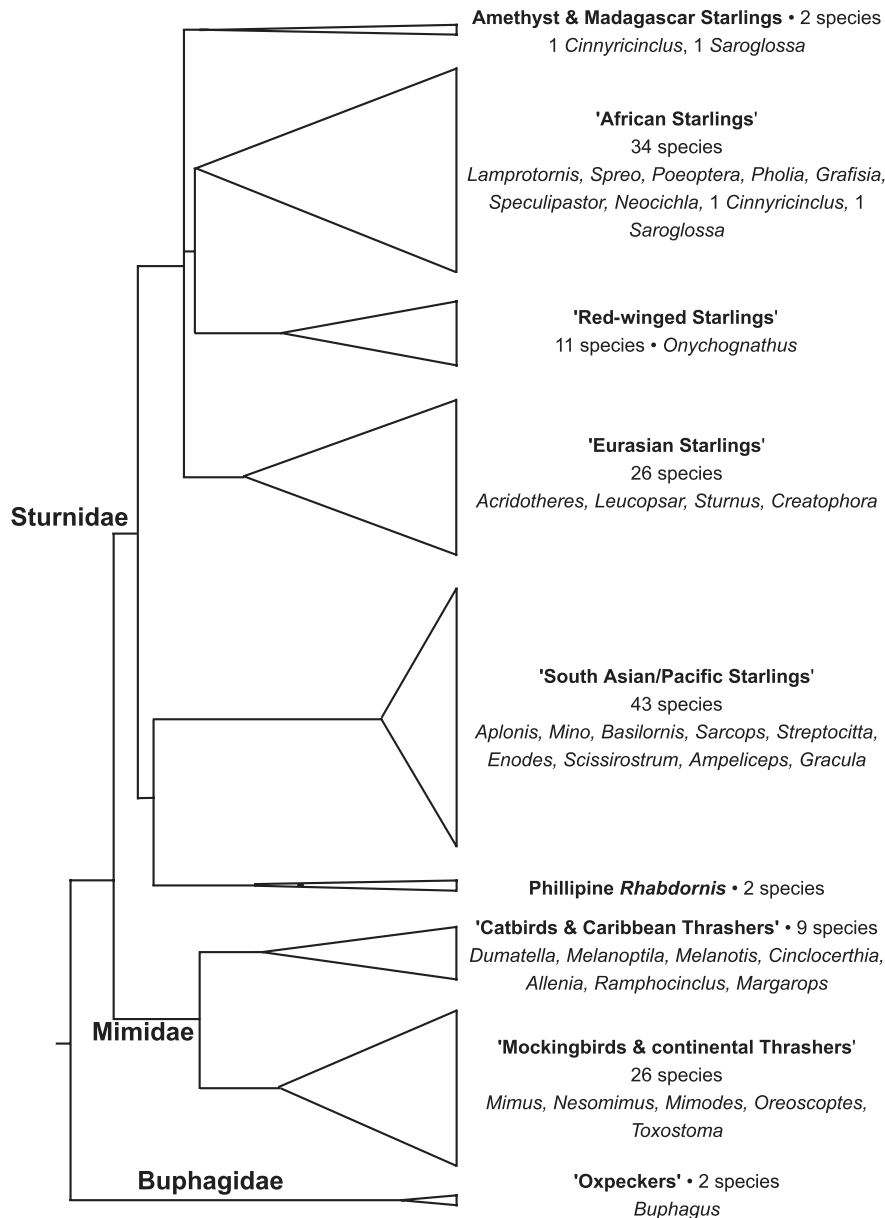 Amethyst & Madagascar Starlings • 2 species
1 Cinnyricinclus, 1 Saroglossa
'African Starlings'
34 species
Lamprotornis, Spreo, Poeoptera, Pholia, Grafisia,
Speculipastor, Neocichla, 1 Cinnyricinclus, 1
Saroglossa
'Red-winged Starlings'
11 species • Onychognathus
'Eurasian Starlings'
26 species
Acridotheres, Leucopsar, Sturnus, Creatophora
Sturnidae
'South Asian/Pacific Starlings'
43 species
Aplonis, Mino, Basilornis, Sarcops, Streptocitta,
Enodes, Scissirostrum, Ampeliceps, Gracula
Phillipine Rhabdornis • 2 species
'Catbirds & Caribbean Thrashers' • 9 species
Dumatella, Melanoptila, Melanotis, Cinclocerthia,
Allenia, Ramphocinclus, Margarops
Mimidae
'Mockingbirds & continental Thrashers'
26 species
Mimus, Nesomimus, Mimodes, Oreoscoptes,
Toxostoma
Buphagidae
'Oxpeckers' • 2 species
Buphagus